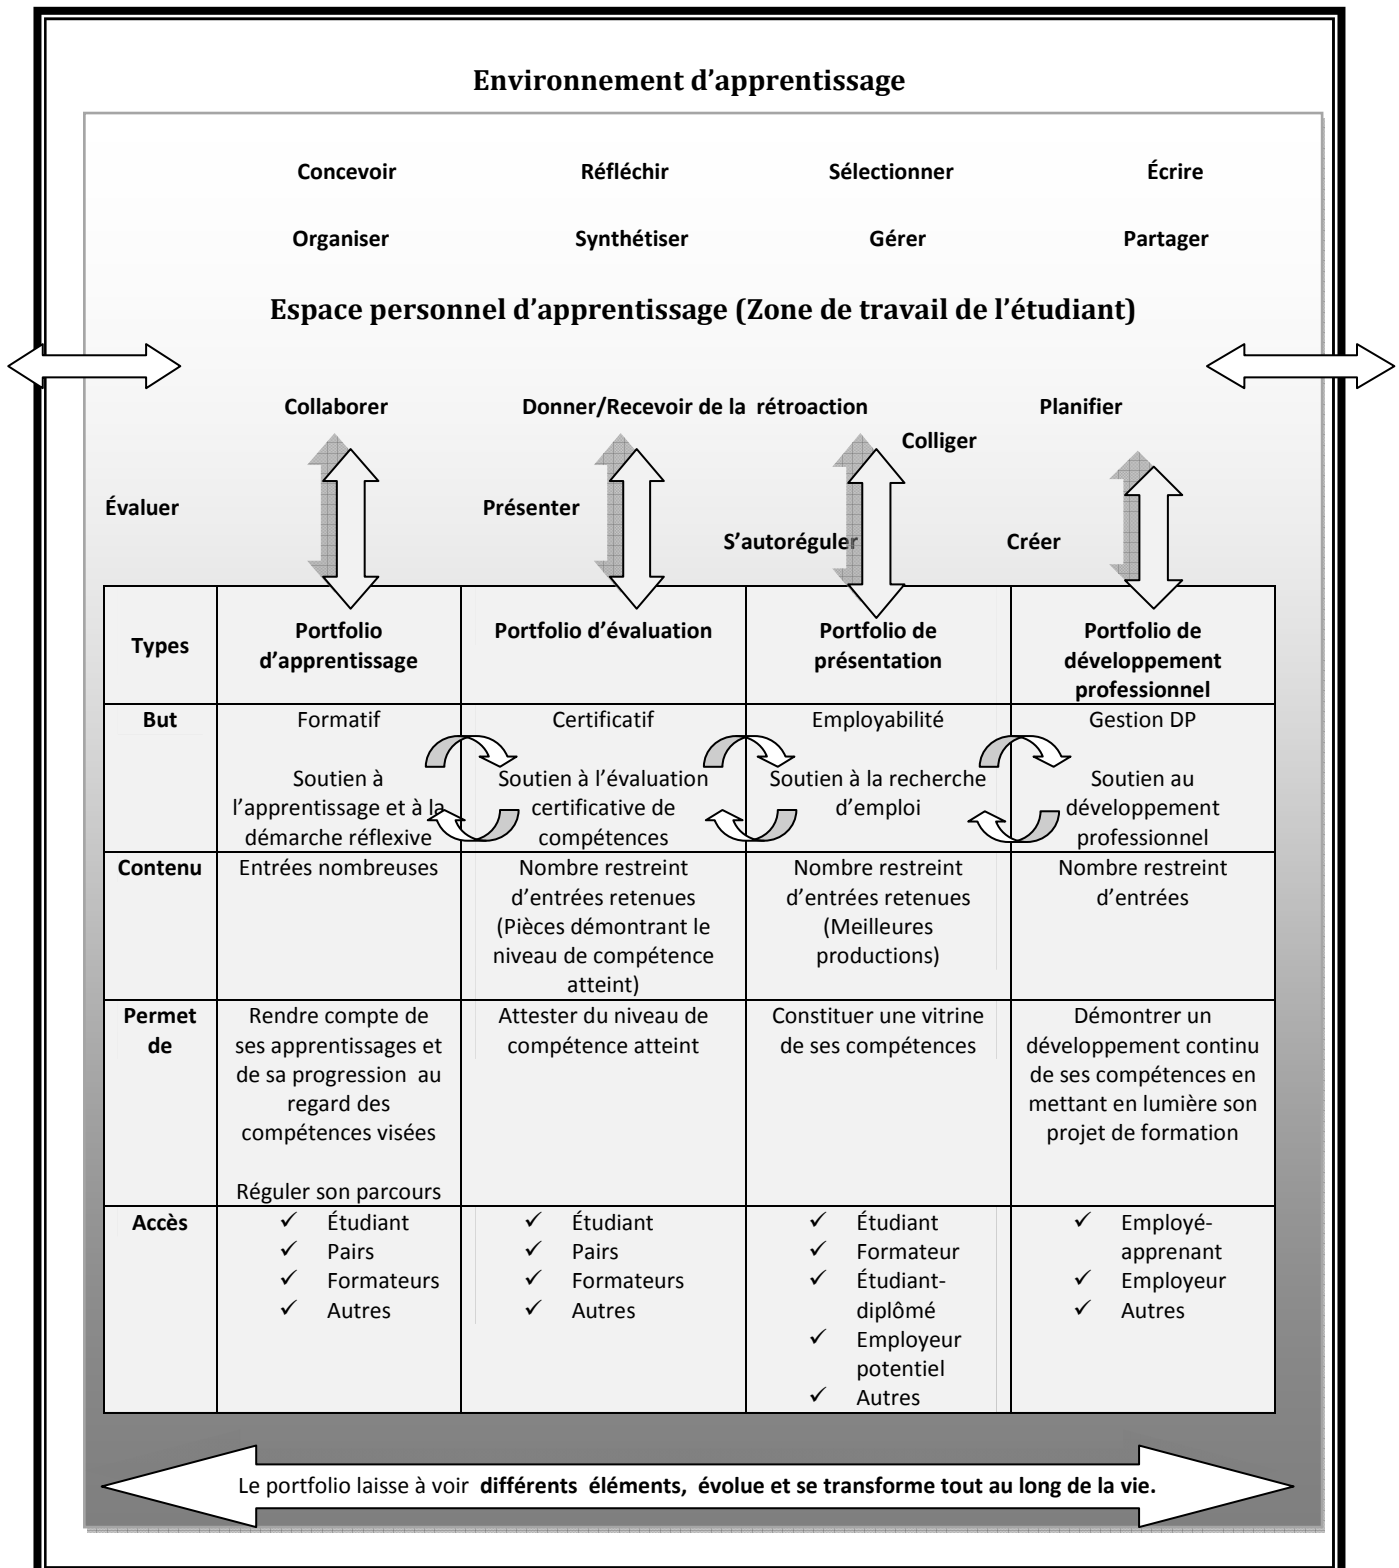 Environnement d’apprentissage
Concevoir Réfléchir Sélectionner Écrire
Organiser Synthétiser Gérer Partager
Espace personnel d’apprentissage (Zone de travail de l’étudiant)
Collaborer Donner/Recevoir de la rétroaction Planifier
Colliger
Évaluer Présenter
S’autoréguler Créer
Types
Portfolio
d’apprentissage
Portfolio d’évaluation
Portfolio de
présentation
Portfolio de
développement
professionnel
But
Formatif
Soutien à
l’apprentissage et à la
démarche réflexive
Certificatif
Soutien à l’évaluation
certificative de
compétences
Employabilité
Soutien à la recherche
d’emploi
Gestion DP
Soutien au
développement
professionnel
Contenu
Entrées nombreuses
Nombre restreint
d’entrées retenues
(Pièces démontrant le
niveau de compétence
atteint)
Nombre restreint
d’entrées retenues
(Meilleures
productions)
Nombre restreint
d’entrées
Permet
de
Rendre compte de
ses apprentissages et
de sa progression au
regard des
compétences visées
Réguler son parcours
Attester du niveau de
compétence atteint
Constituer une vitrine
de ses compétences
Démontrer un
développement continu
de ses compétences en
mettant en lumière son
projet de formation
Accès
✓ Étudiant
✓ Pairs
✓ Formateurs
✓ Autres
✓ Étudiant
✓ Pairs
✓ Formateurs
✓ Autres
✓ Étudiant
✓ Formateur
✓ Étudiant-
diplômé
✓ Employeur
potentiel
✓ Autres
✓ Employé-
apprenant
✓ Employeur
✓ Autres
Le portfolio laisse à voir différents éléments, évolue et se transforme tout au long de la vie.